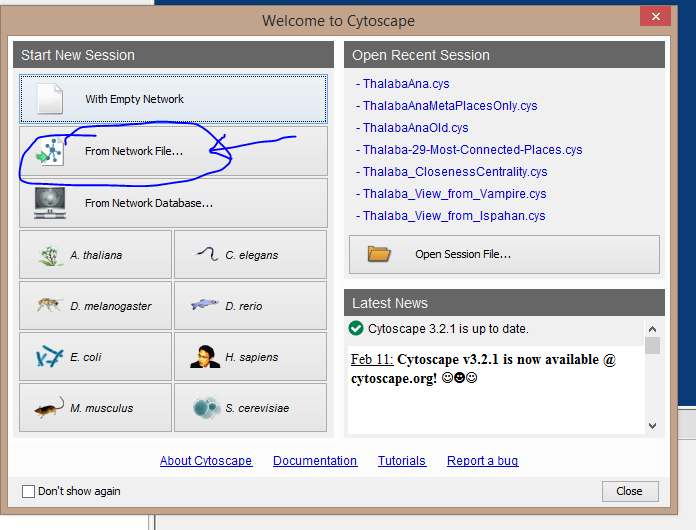 Welcome to Cytoscape
Start New Session
With Empty Network
From Network File...
From Network Database...
A. thaliana
C. elegans
D. melanogaster
D. rerio
E. coli
H. sapiens
M. musculus
S. cerevisiae
Open Recent Session
- ThalabaAna.cys
- ThalabaAnaMetaPlacesOnly.cys
- ThalabaAnaOld.cys
- Thalaba-29-Most-Connected-Places.cys
- Thalaba_ClosenessCentrality.cys
- Thalaba_View_from_Vampire.cys
- Thalaba_View_from_Ispahan.cys
Open Session File...
Latest News
Cytoscape 3.2.1 is up to date.
Feb 11: Cytoscape v3.2.1 is now available @
cytoscape.org! ☺☻☺
About Cytoscape Documentation Tutorials Report a bug
Don't show again
Close